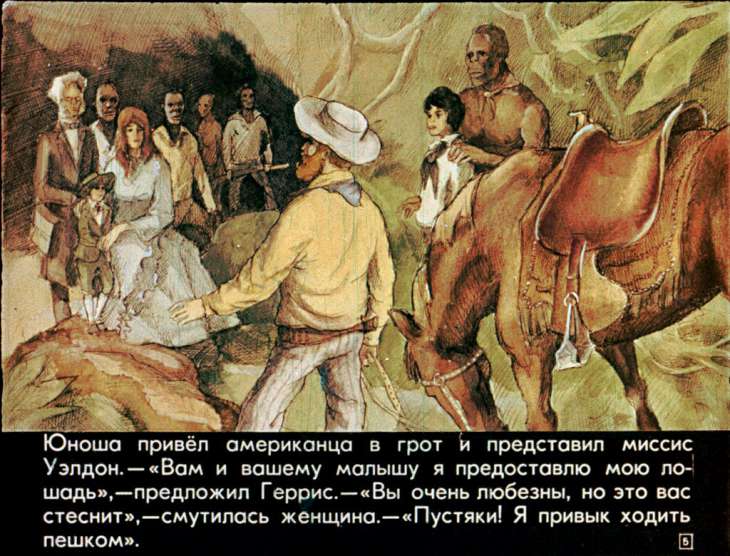 Юноша привёл американца в грот и представил миссис
Уэлдон.—«Вам и вашему малышу я предоставлю мою ло-
шадь»,—предложил Геррис.—«Вы очень любезны, но это вас
стеснит»,—смутилась женщина.—«Пустяки! Я привык ходить
пешком».
5